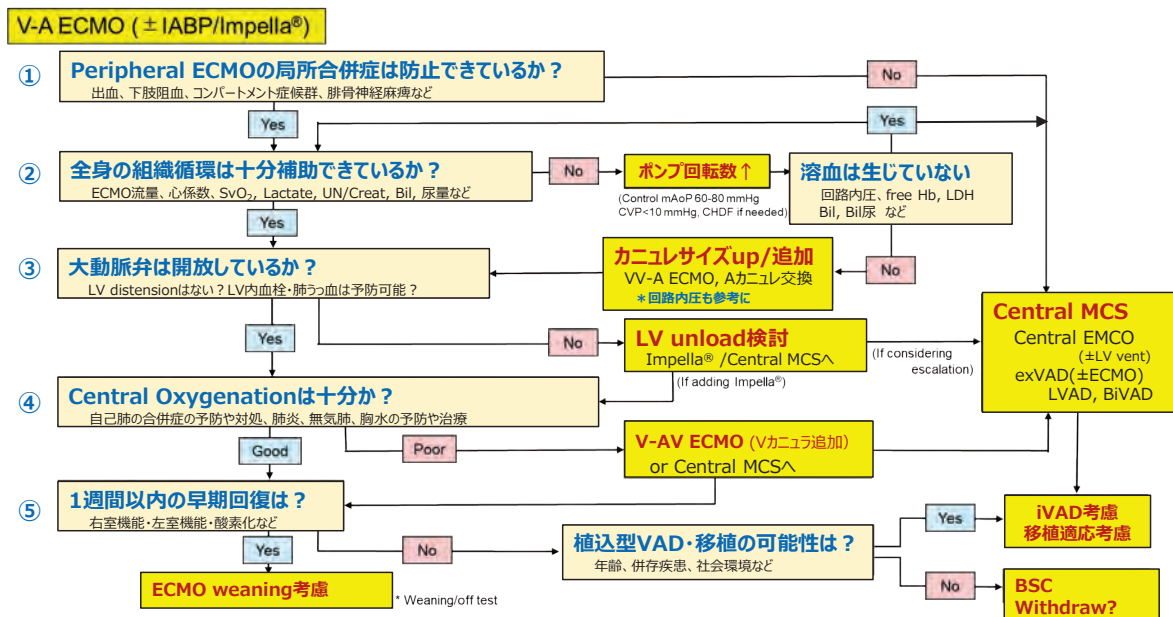 V-A ECMO (±IABP/Impella®)
① Peripheral ECMOの局所合併症は防止できているか？
出血、下肢阻血、コンパートメント症候群、腓骨神経麻痺など
No
Yes
Yes
② 全身の組織循環は十分補助できているか？
ECMO流量、心係数、SvO₂, Lactate, UN/Creat, Bil, 尿量など
No
ポンプ回転数↑
(Control mAoP 60-80 mmHg
CVP<10 mmHg, CHDF if needed)
溶血は生じていない
回路内圧、free Hb, LDH
Bil, Bil尿 など
Yes
No
③ 大動脈弁は開放しているか？
LV distensionはない？LV内血栓・肺うっ血は予防可能？
カニュレサイズup/追加
VV-A ECMO, Aカニュレ交換
＊回路内圧も参考に
Yes
No
LV unload検討
Impella® /Central MCSへ
(If considering
escalation)
(If adding Impella®)
Central MCS
Central EMCO
(±LV vent)
exVAD(±ECMO)
LVAD, BiVAD
④ Central Oxygenationは十分か？
自己肺の合併症の予防や対処、肺炎、無気肺、胸水の予防や治療
Good
Poor
V-AV ECMO (Vカニュラ追加)
or Central MCSへ
⑤ 1週間以内の早期回復は？
右室機能・左室機能・酸素化など
Yes
No
植込型VAD・移植の可能性は？
年齢、併存疾患、社会環境など
Yes
iVAD考慮
移植適応考慮
No
BSC
Withdraw?
ECMO weaning考慮
* Weaning/off test